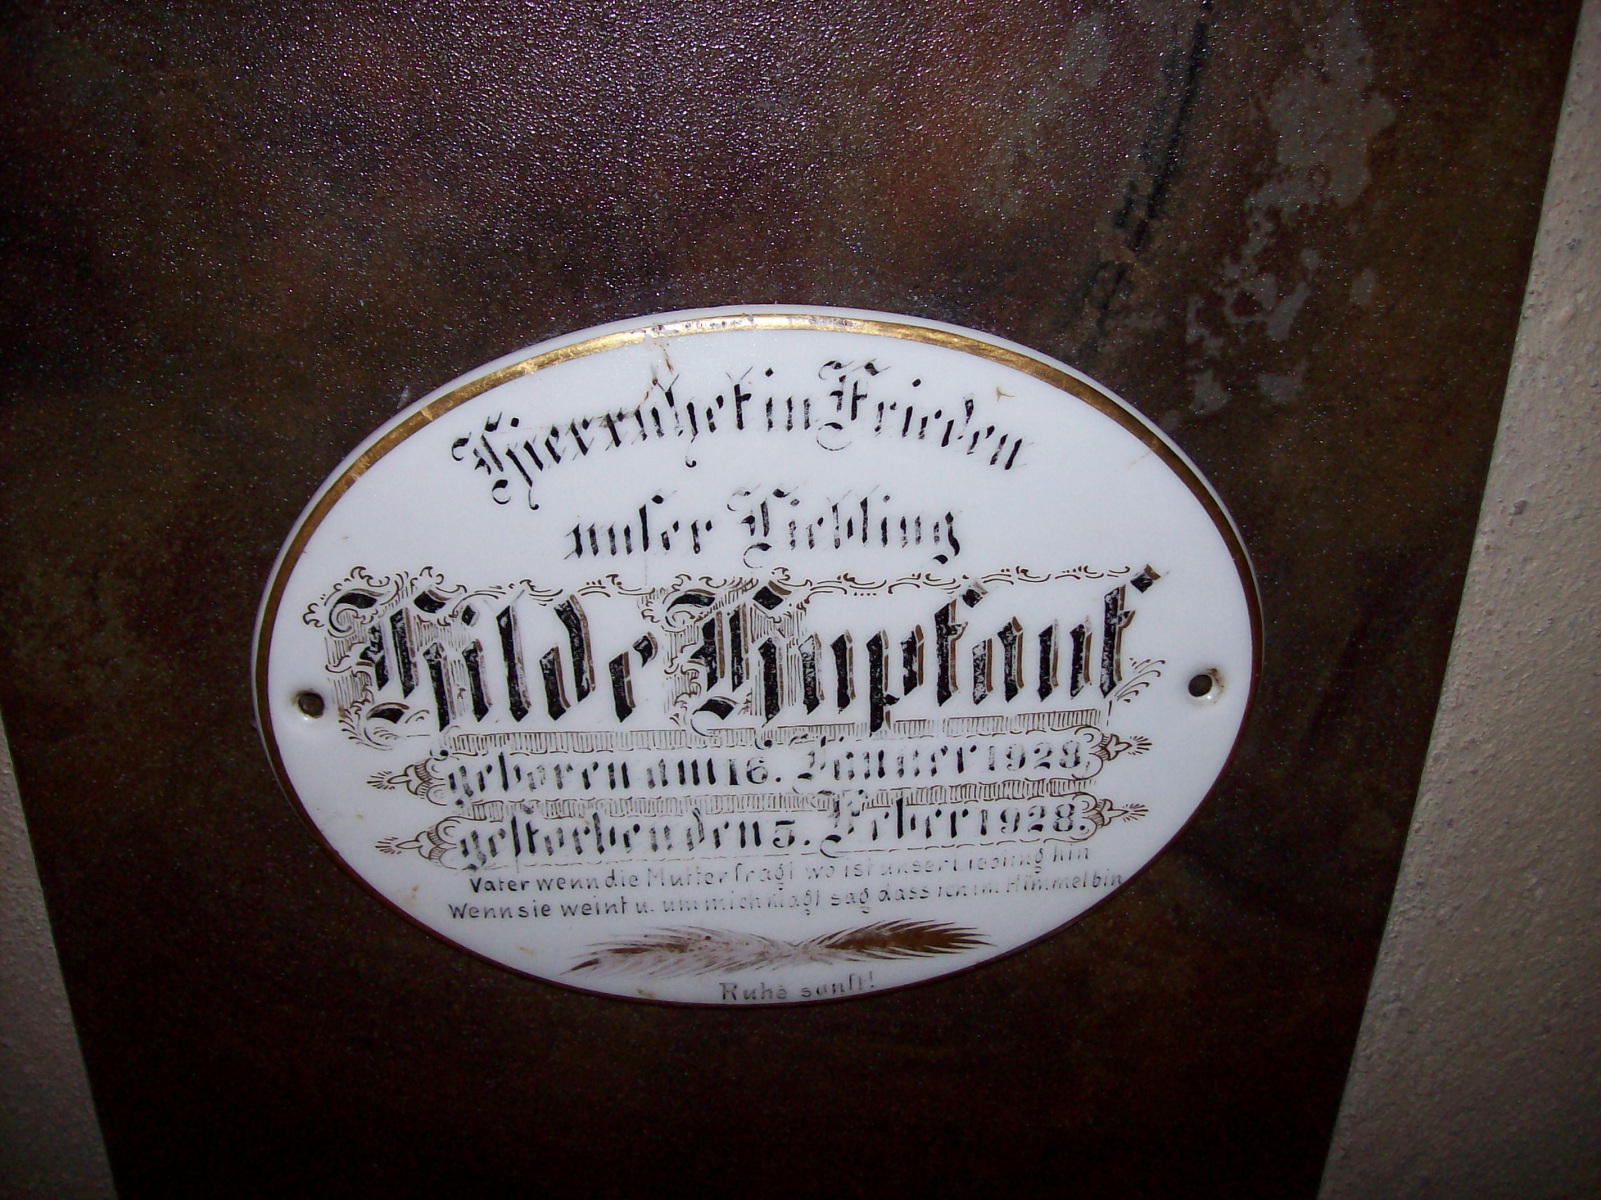 Hier ruhet in Frieden
unser Liebling
Hilde Hupfauf
geboren am 16. Jänner 1928,
gestorben den 5. Feber 1928.
Vater wenn die Mutter fragt wo ist unser Liebling hin
Wenn sie weint u. um mich klagt sag dass ich im Himmel bin
Ruhe sanft!